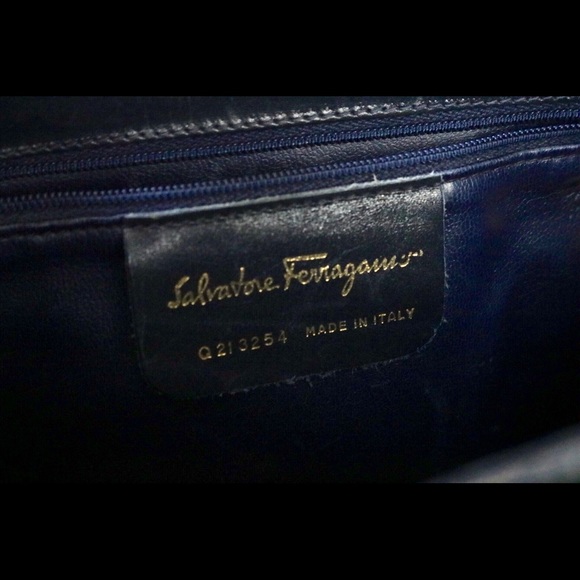 Salvatore Ferragamo
Q213254 MADE IN ITALY